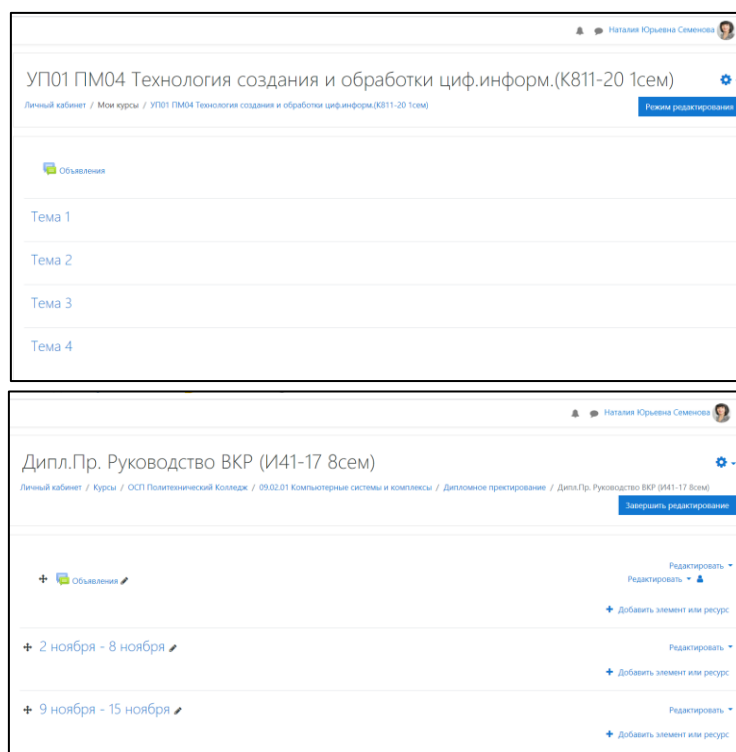 Наталия Юрьевна Семенова
УП01 ПМ04 Технология создания и обработки циф.информ.(К811-20 1сем)
Личный кабинет / Мои курсы / УП01 ПМ04 Технология создания и обработки циф.информ.(К811-20 1сем)
Режим редактирования
Объявления
Тема 1
Тема 2
Тема 3
Тема 4
Наталия Юрьевна Семенова
Дипл.Пр. Руководство ВКР (И41-17 8сем)
Личный кабинет / Курсы / ОСП Политехнический Колледж / 09.02.01 Компьютерные системы и комплексы / Дипломное пректирование / Дипл.Пр. Руководство ВКР (И41-17 8сем)
Завершить редактирование
Редактировать
Объявления Редактировать
Добавить элемент или ресурс
2 ноября - 8 ноября Редактировать
Добавить элемент или ресурс
9 ноября - 15 ноября Редактировать
Добавить элемент или ресурс